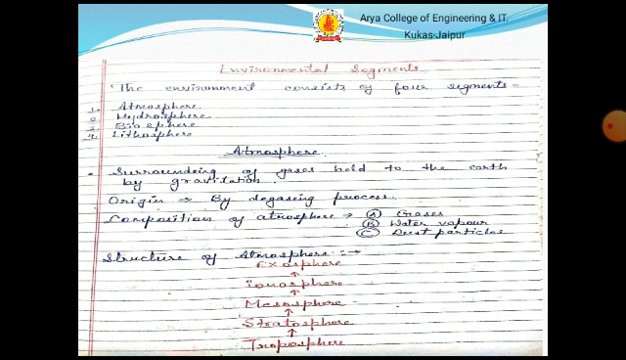 Arya College of Engineering & I.T.
Kukas-Jaipur
Environmental Segments
The environment consists of four segments -
1. Atmosphere
2. Hydrosphere
3. Biosphere
4. Lithosphere
Atmosphere
Surrounding of gases held to the earth
by gravitation.
Origin ⇒ By degassing process.
Composition of atmosphere → (A) Gases
(B) Water vapour
(C) Dust particles
Structure of Atmosphere :-
Exosphere
↑
Ionosphere
↑
Mesosphere
↑
Stratosphere
↑
Troposphere